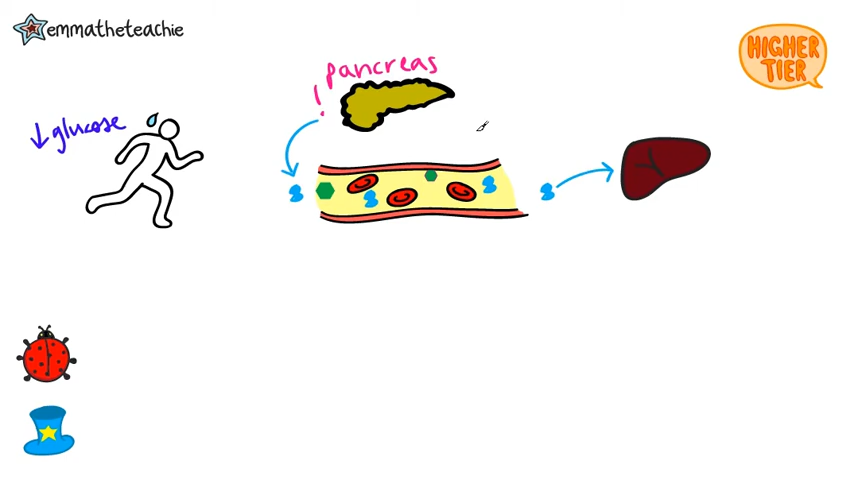 emmatheteachie
HIGHER
TIER
pancreas
!
↓glucose